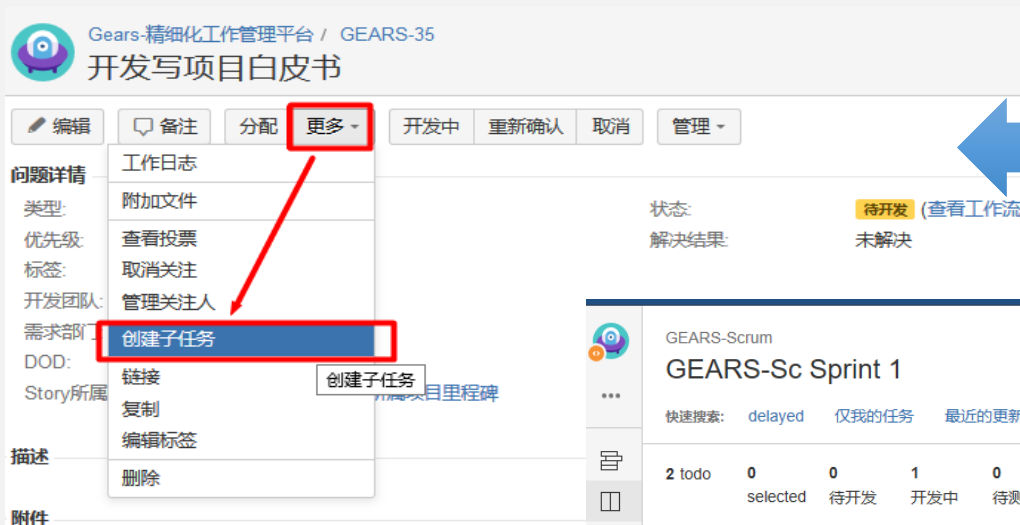 Gears-精细化工作管理平台 / GEARS-35
开发写项目白皮书
编辑 备注 分配 更多 开发中 重新确认 取消 管理
问题详情
类型:
优先级:
标签:
开发团队:
需求部门
DOD:
Story所属
描述
附件
工作日志
附加文件
查看投票
取消关注
管理关注人
创建子任务
链接
复制
编辑标签
删除
创建子任务
所属项目里程碑
状态: 待开发 (查看工作流
解决结果: 未解决
GEARS-Scrum
GEARS-Sc Sprint 1
快速搜索: delayed 仅我的任务 最近的更新
2 todo 0 selected 0 待开发 1 开发中 0 待测